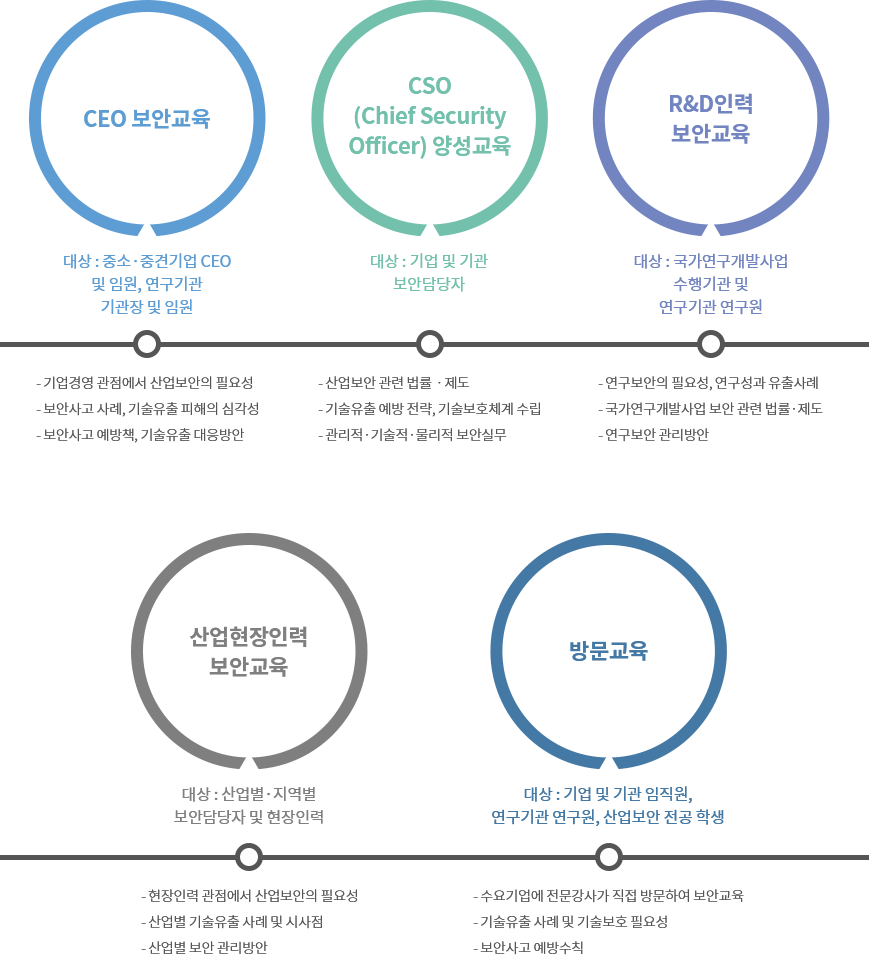 CEO 보안교육
CSO
(Chief Security
Officer) 양성교육
R&D인력
보안교육
대상 : 중소·중견기업 CEO
및 임원, 연구기관
기관장 및 임원
대상 : 기업 및 기관
보안담당자
대상 : 국가연구개발사업
수행기관 및
연구기관 연구원
- 기업경영 관점에서 산업보안의 필요성
- 보안사고 사례, 기술유출 피해의 심각성
- 보안사고 예방책, 기술유출 대응방안
- 산업보안 관련 법률 · 제도
- 기술유출 예방 전략, 기술보호체계 수립
- 관리적·기술적·물리적 보안실무
- 연구보안의 필요성, 연구성과 유출사례
- 국가연구개발사업 보안 관련 법률·제도
- 연구보안 관리방안
산업현장인력
보안교육
방문교육
대상 : 산업별·지역별
보안담당자 및 현장인력
대상 : 기업 및 기관 임직원,
연구기관 연구원, 산업보안 전공 학생
- 현장인력 관점에서 산업보안의 필요성
- 산업별 기술유출 사례 및 시사점
- 산업별 보안 관리방안
- 수요기업에 전문강사가 직접 방문하여 보안교육
- 기술유출 사례 및 기술보호 필요성
- 보안사고 예방수칙